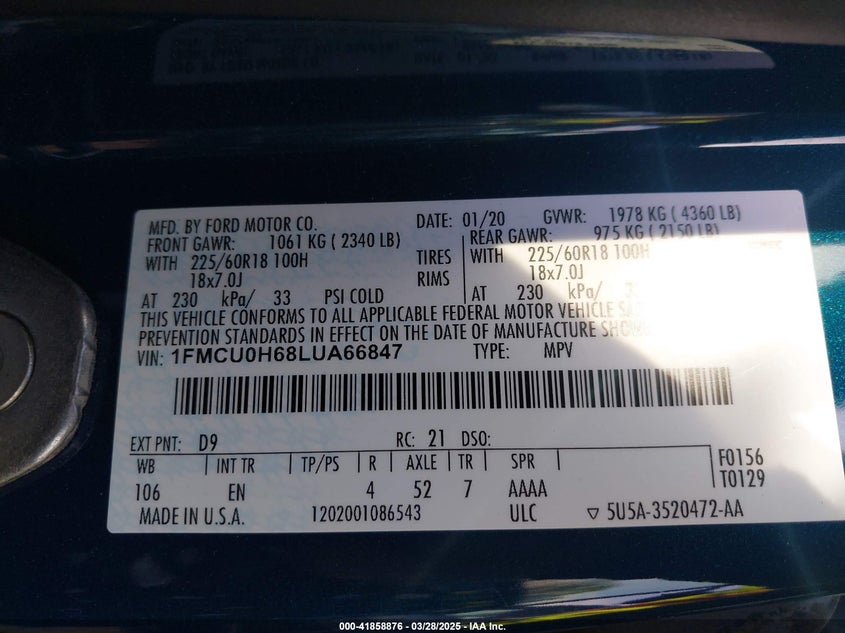 MFD. BY FORD MOTOR CO. DATE: 01/20 GVWR: 1978 KG ( 4360 LB)
FRONT GAWR: 1061 KG ( 2340 LB) REAR GAWR: 975 KG ( 2150 LB)
WITH 225/60R18 100H TIRES WITH 225/60R18 100H
18x7.0J RIMS 18x7.0J
AT 230 kPa/ 33 PSI COLD AT 230 kPa/
THIS VEHICLE CONFORMS TO ALL APPLICABLE FEDERAL MOTOR VEHICLE
PREVENTION STANDARDS IN EFFECT ON THE DATE OF MANUFACTURE
VIN: 1FMCU0H68LUA66847 TYPE: MPV
EXT PNT: D9 RC: 21 DSO:
WB INT TR TP/PS R AXLE TR SPR F0156
106 EN 4 52 7 AAAA T0129
MADE IN U.S.A. 1202001086543 ULC 5U5A-3520472-AA
000-41858876 | 03/28/2025 - IAA Inc.